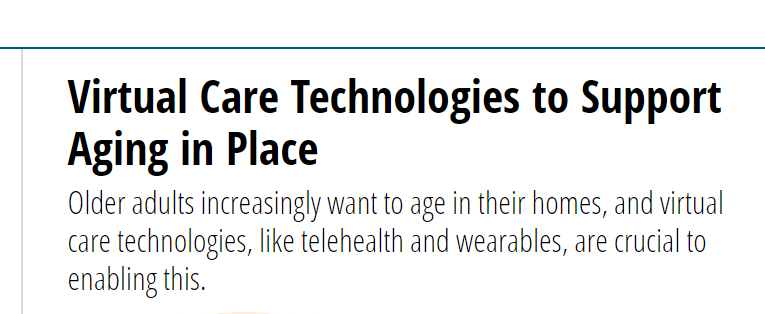 Virtual Care Technologies to Support
Aging in Place
Older adults increasingly want to age in their homes, and virtual
care technologies, like telehealth and wearables, are crucial to
enabling this.